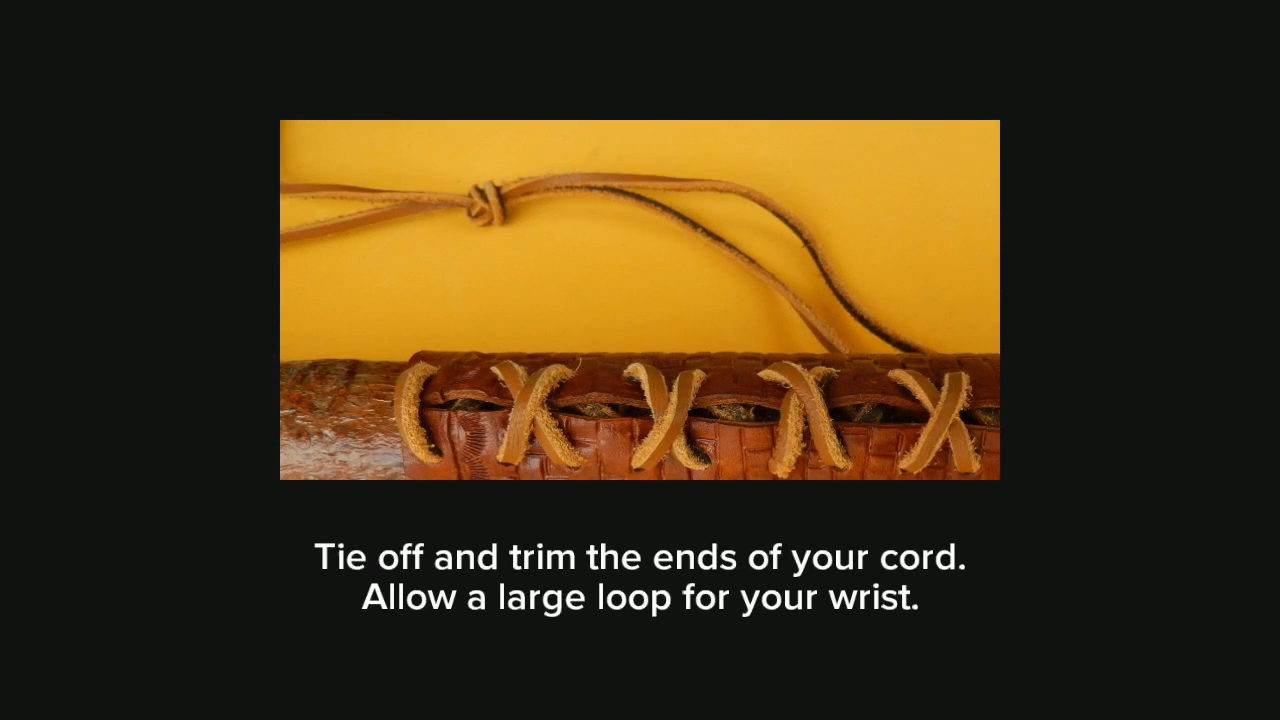 Tie off and trim the ends of your cord.
Allow a large loop for your wrist.